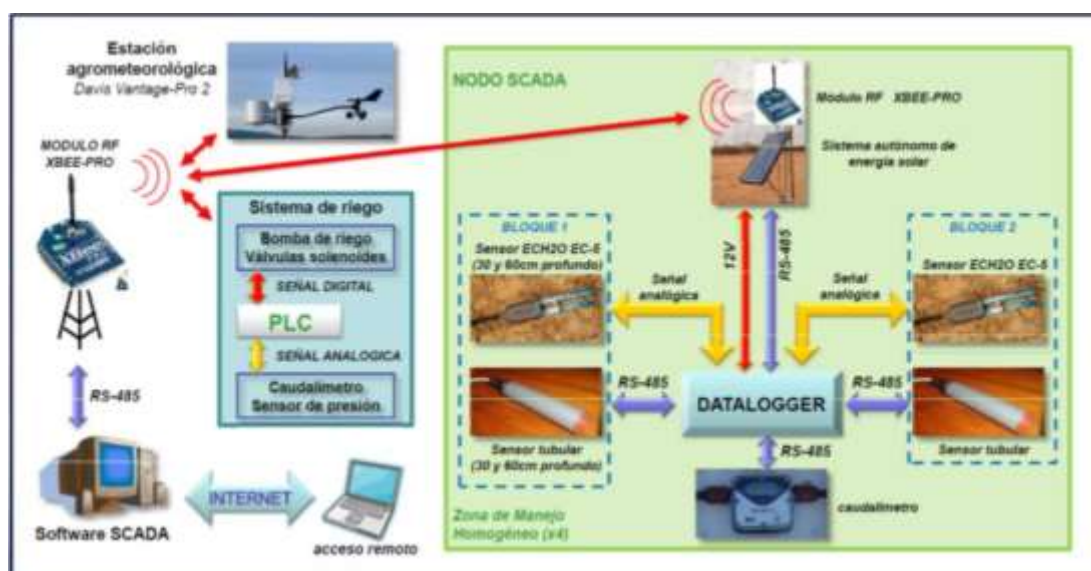 Estación
agrometeorológica
Davis Vantage-Pro 2
MODULO RF
XBEE-PRO
Sistema de riego
Bomba de riego
Válvulas solenoides
SEÑAL DIGITAL
PLC
SEÑAL ANALOGICA
Caudalímetro
Sensor de presión
RS-485
Software SCADA
INTERNET
acceso remoto
NODO SCADA
Módulo RF XBEE-PRO
Sistema autónomo de
energía solar
12V
RS-485
BLOQUE 1
Sensor ECH2O EC-5
(30 y 60cm profundo)
Señal
analógica
RS-485
Sensor tubular
(30 y 60cm profundo)
DATALOGGER
BLOQUE 2
Sensor ECH2O EC-5
Señal
analógica
RS-485
Sensor tubular
RS-485
caudalímetro
Zona de Manejo
Homogéneo (x4)